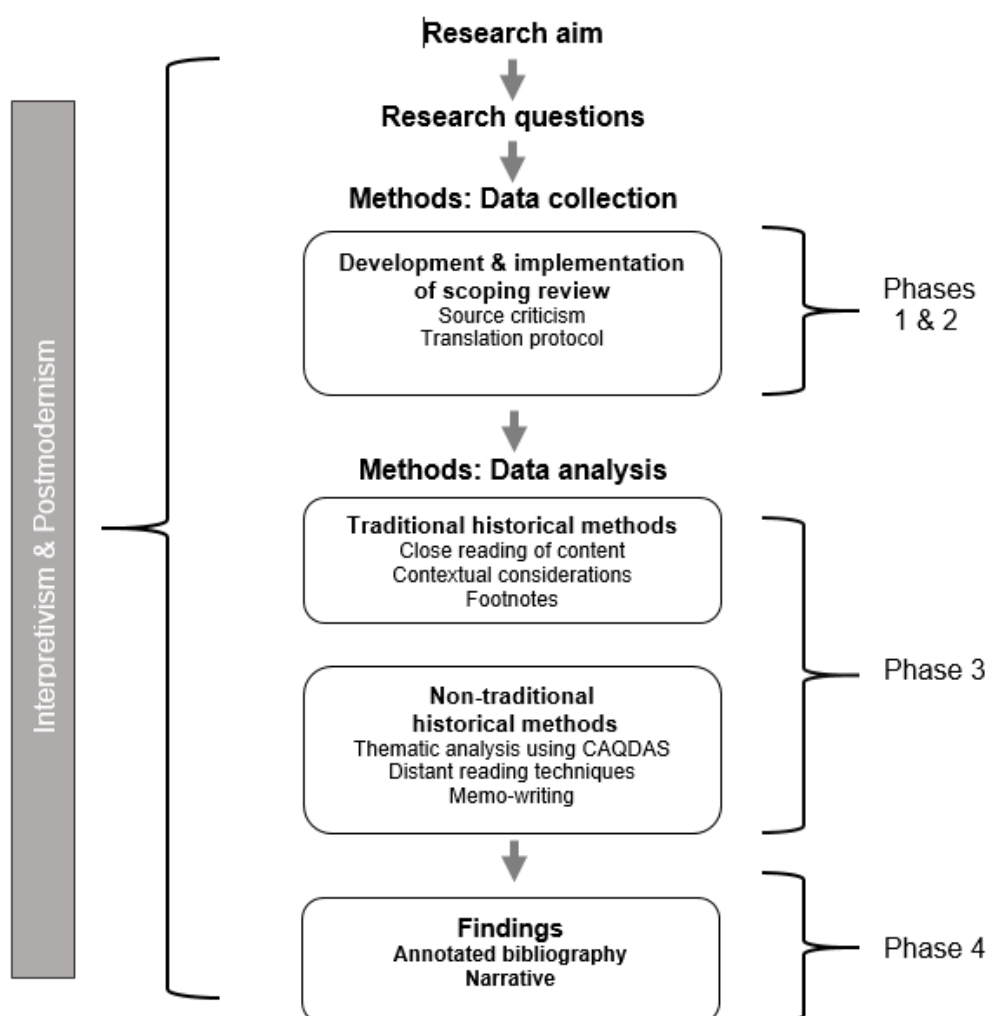 Research aim
Research questions
Methods: Data collection
Development & implementation
of scoping review
Source criticism
Translation protocol
Phases
1 & 2
Methods: Data analysis
Traditional historical methods
Close reading of content
Contextual considerations
Footnotes
Non-traditional
historical methods
Thematic analysis using CAQDAS
Distant reading techniques
Memo-writing
Phase 3
Findings
Annotated bibliography
Narrative
Phase 4
Interpretivism & Postmodernism